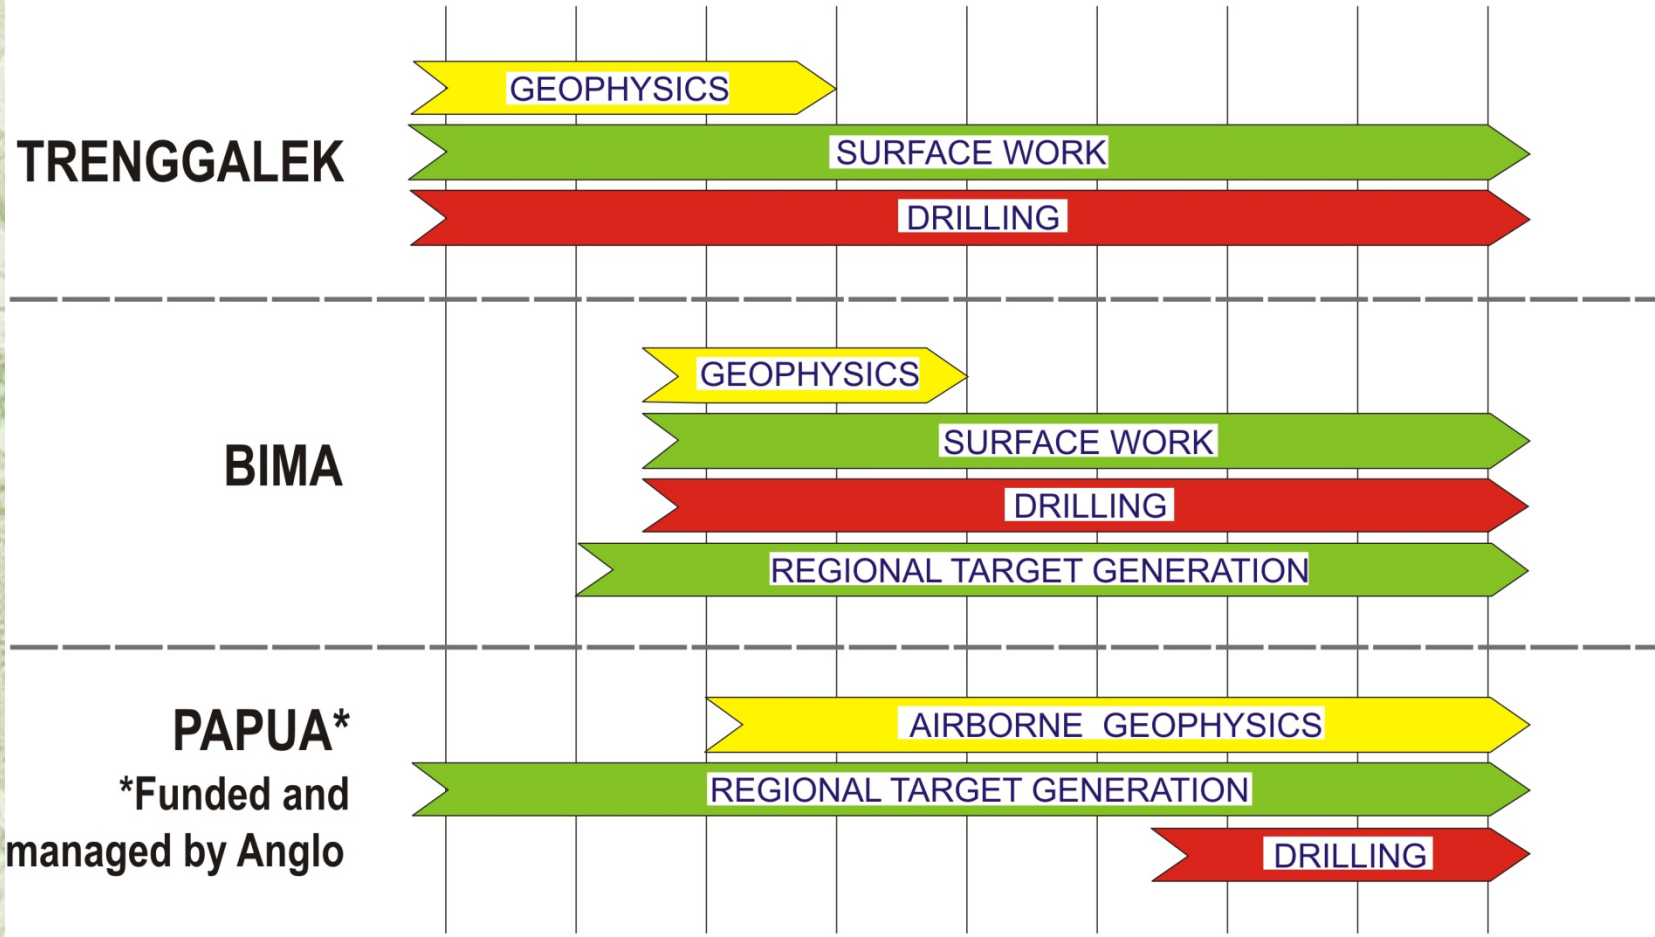 GEOPHYSICS
TRENGGALEK
SURFACE WORK
DRILLING
GEOPHYSICS
BIMA
SURFACE WORK
DRILLING
REGIONAL TARGET GENERATION
PAPUA*
*Funded and
managed by Anglo
AIRBORNE GEOPHYSICS
REGIONAL TARGET GENERATION
DRILLING